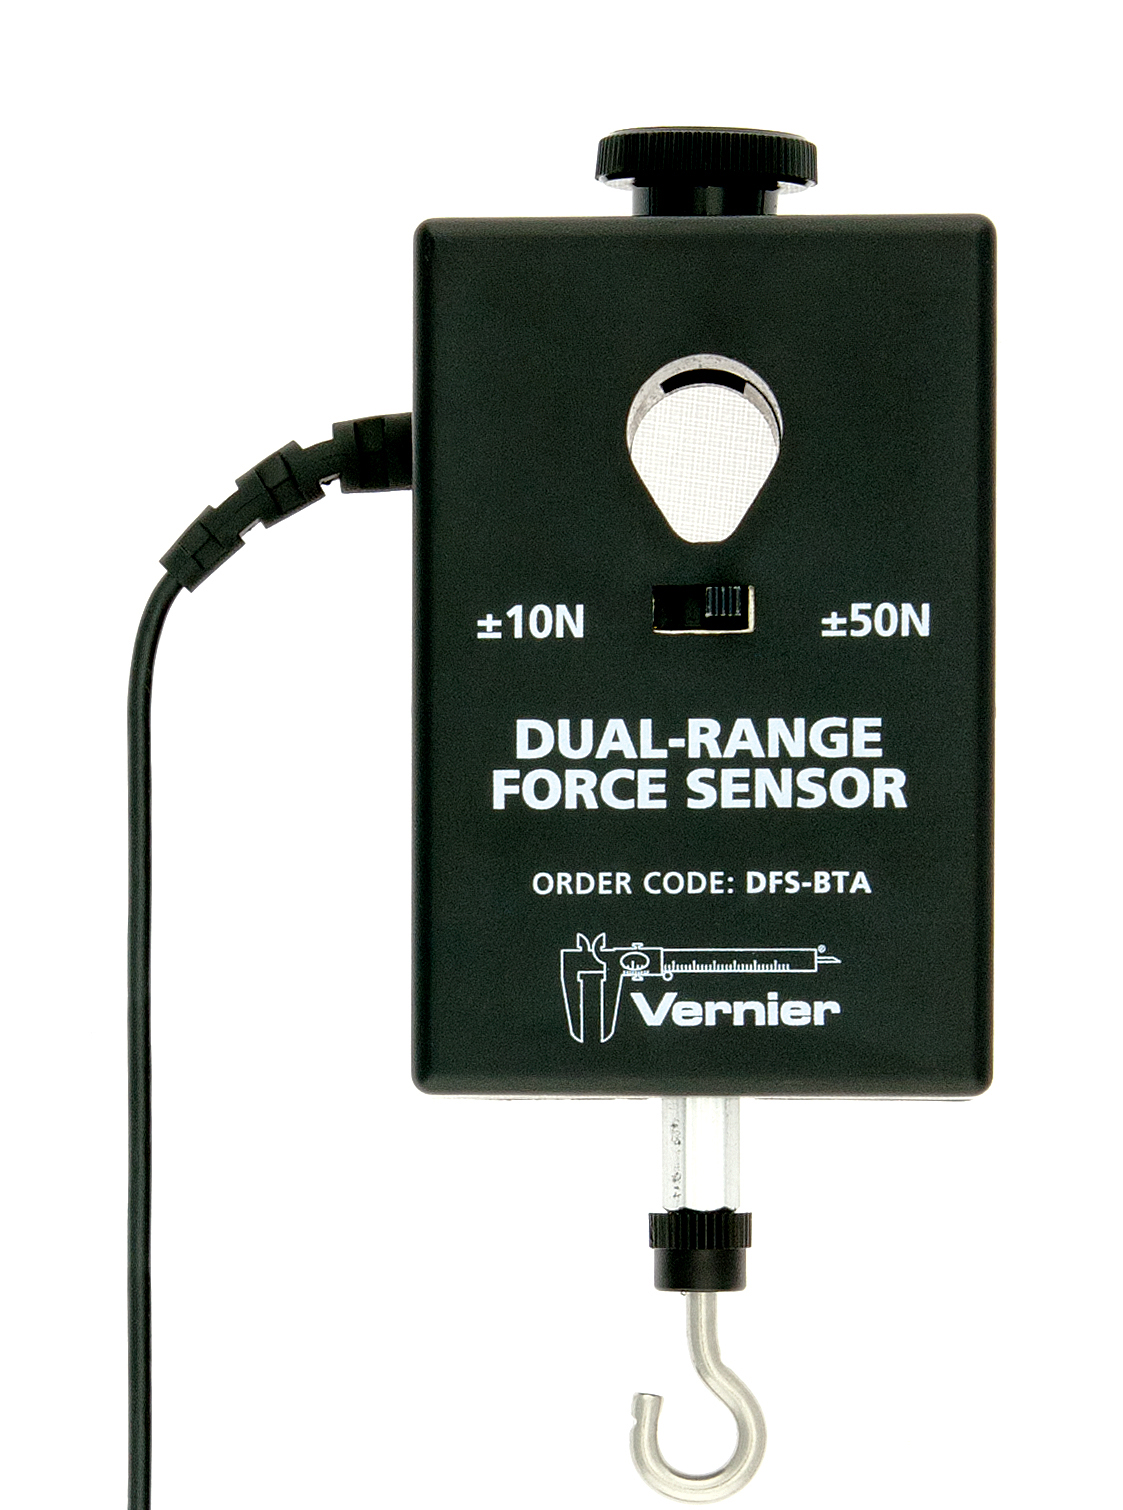 ±10N ±50N
DUAL-RANGE
FORCE SENSOR
ORDER CODE: DFS-BTA
Vernier